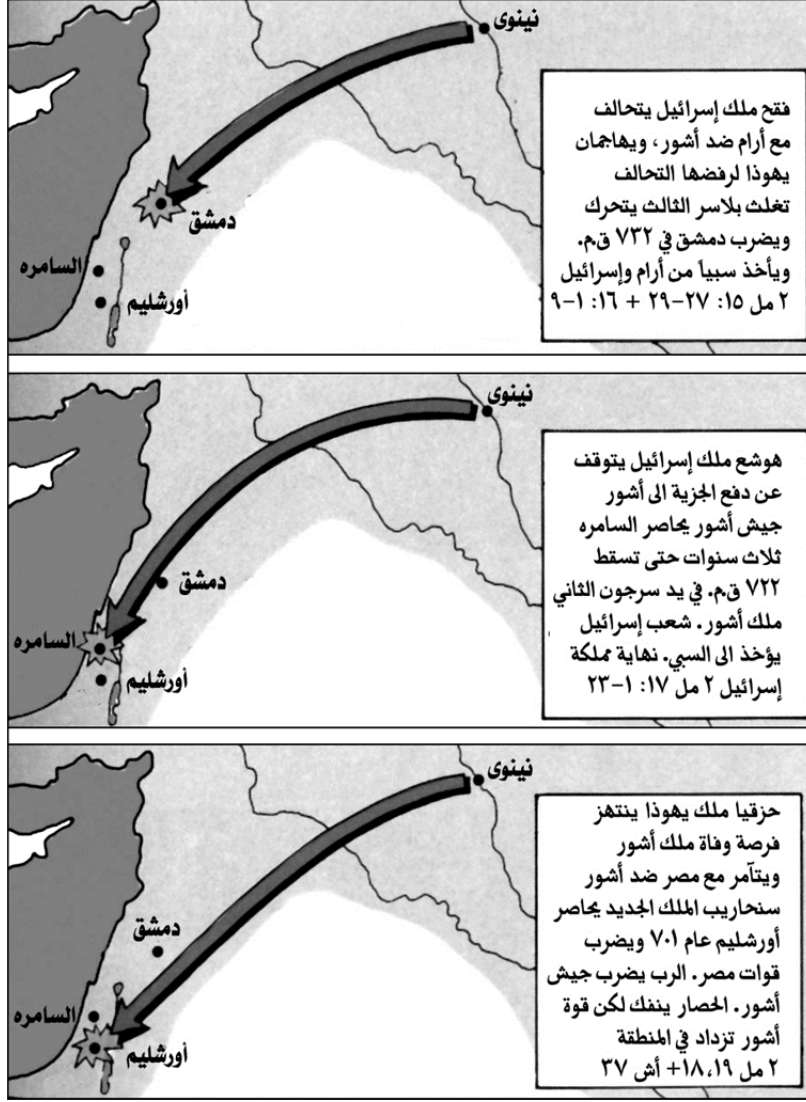 نينوى
دمشق
السامره
أورشليم
فقح ملك إسرائيل يتحالف
مع أرام ضد أشور، ويهاجمان
يهوذا لرفضها التحالف
تغلث بلاسر الثالث يتحرك
ويضرب دمشق في ٧٣٢ ق.م.
ويأخذ سبياً من أرام وإسرائيل
٢ مل ١٥: ٢٧-٢٩ + ١٦: ١-٩
نينوى
دمشق
السامره
أورشليم
هوشع ملك إسرائيل يتوقف
عن دفع الجزية الى أشور
جيش أشور يحاصر السامره
ثلاث سنوات حتى تسقط
٧٢٢ ق.م. في يد سرجون الثاني
ملك أشور. شعب إسرائيل
يؤخذ الى السبي. نهاية مملكة
إسرائيل ٢ مل ١٧: ١-٢٣
نينوى
دمشق
السامره
أورشليم
حزقيا ملك يهوذا ينتهز
فرصة وفاة ملك أشور
ويتآمر مع مصر ضد أشور
سنحاريب الملك الجديد يحاصر
أورشليم عام ٧٠١ ويضرب
قوات مصر. الرب يضرب جيش
أشور. الحصار ينفك لكن قوة
أشور تزداد في المنطقة
٢ مل ١٨،١٩+ أش ٣٧